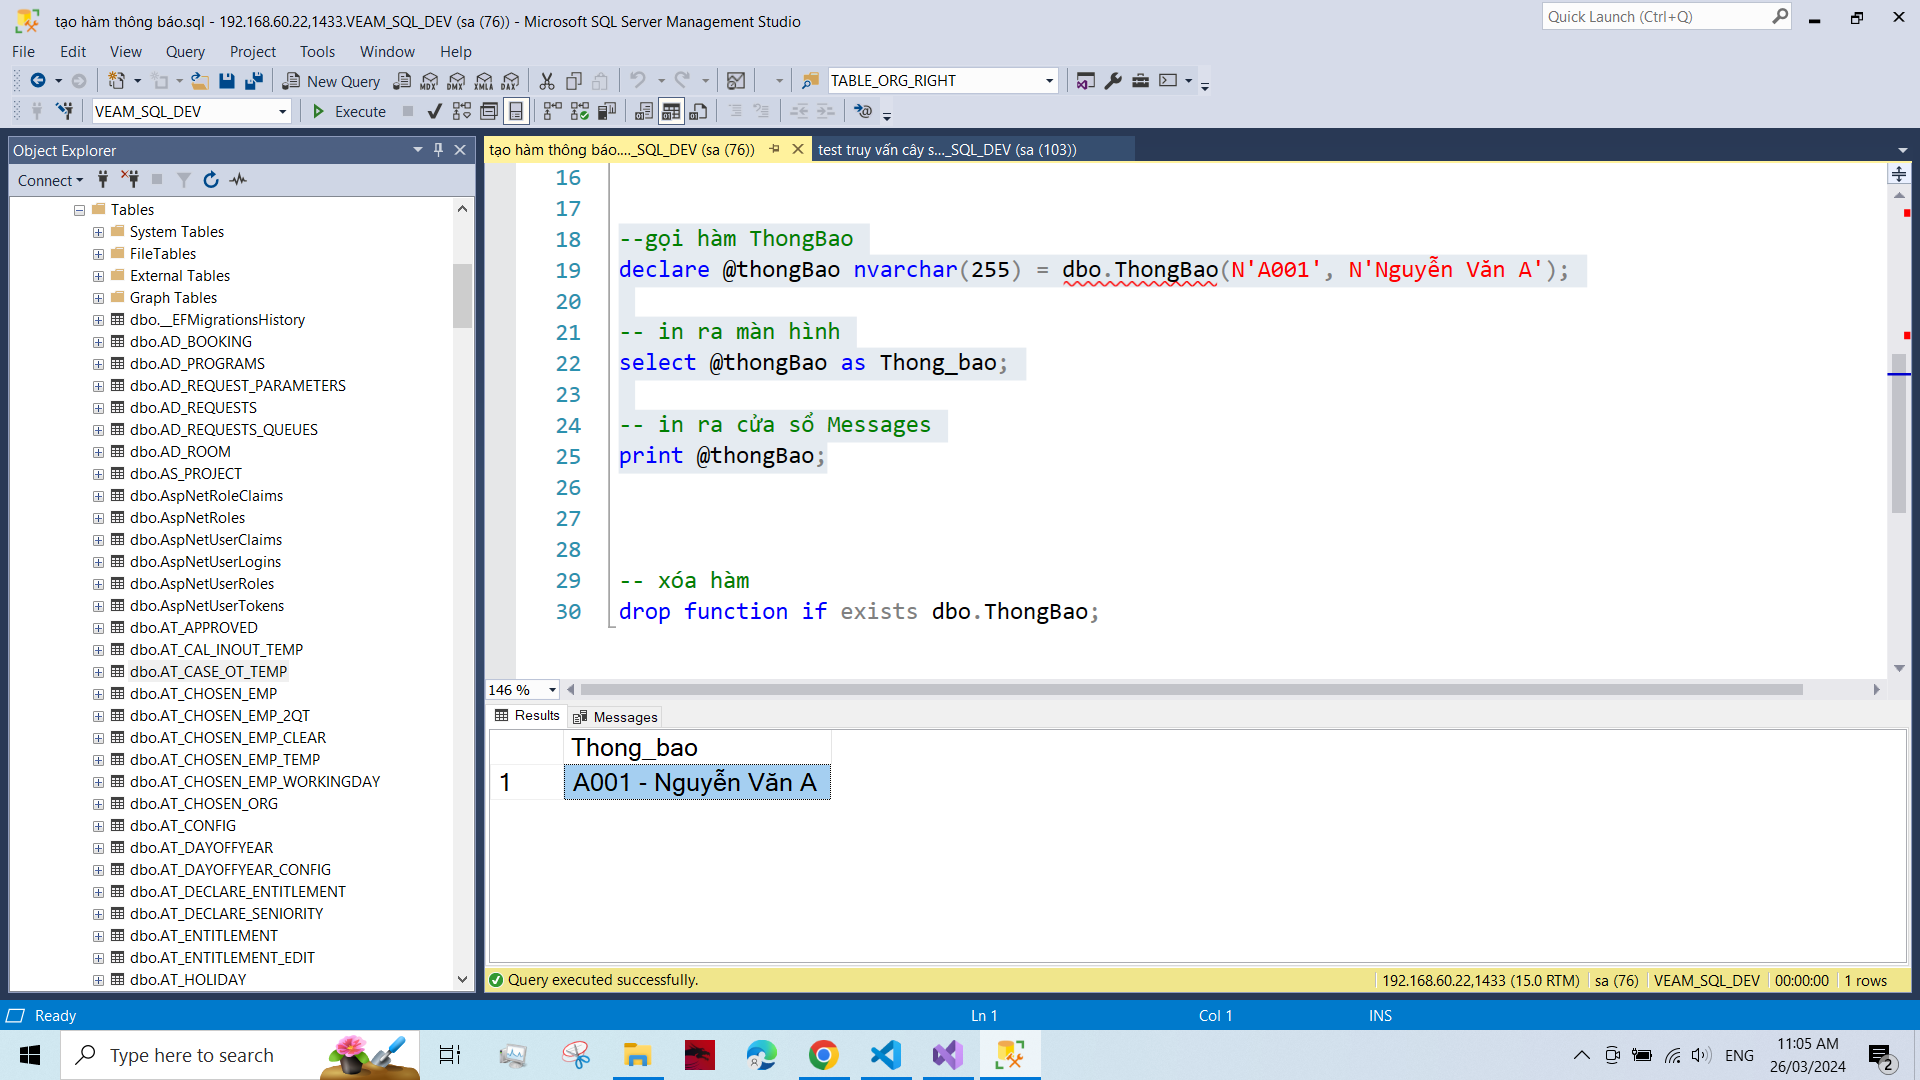 tạo hàm thông báo.sql - 192.168.60.22,1433.VEAM_SQL_DEV (sa (76)) - Microsoft SQL Server Management Studio
Quick Launch (Ctrl+Q)
File Edit View Query Project Tools Window Help
New Query MDX DMX XMLA DAX TABLE_ORG_RIGHT
VEAM_SQL_DEV Execute
Object Explorer
Connect
Tables
System Tables
FileTables
External Tables
Graph Tables
dbo.__EFMigrationsHistory
dbo.AD_BOOKING
dbo.AD_PROGRAMS
dbo.AD_REQUEST_PARAMETERS
dbo.AD_REQUESTS
dbo.AD_REQUESTS_QUEUES
dbo.AD_ROOM
dbo.AS_PROJECT
dbo.AspNetRoleClaims
dbo.AspNetRoles
dbo.AspNetUserClaims
dbo.AspNetUserLogins
dbo.AspNetUserRoles
dbo.AspNetUserTokens
dbo.AT_APPROVED
dbo.AT_CAL_INOUT_TEMP
dbo.AT_CASE_OT_TEMP
dbo.AT_CHOSEN_EMP
dbo.AT_CHOSEN_EMP_2QT
dbo.AT_CHOSEN_EMP_CLEAR
dbo.AT_CHOSEN_EMP_TEMP
dbo.AT_CHOSEN_EMP_WORKINGDAY
dbo.AT_CHOSEN_ORG
dbo.AT_CONFIG
dbo.AT_DAYOFFYEAR
dbo.AT_DAYOFFYEAR_CONFIG
dbo.AT_DECLARE_ENTITLEMENT
dbo.AT_DECLARE_SENIORITY
dbo.AT_ENTITLEMENT
dbo.AT_ENTITLEMENT_EDIT
dbo.AT_HOLIDAY
tạo hàm thông báo...._SQL_DEV (sa (76)) test truy vấn cây s..._SQL_DEV (sa (103))
16
17
18 --gọi hàm ThongBao
19 declare @thongBao nvarchar(255) = dbo.ThongBao(N'A001', N'Nguyễn Văn A');
20
21 -- in ra màn hình
22 select @thongBao as Thong_bao;
23
24 -- in ra cửa sổ Messages
25 print @thongBao;
26
27
28
29 -- xóa hàm
30 drop function if exists dbo.ThongBao;
146 %
Results Messages
Thong_bao
1 A001 - Nguyễn Văn A
Query executed successfully. 192.168.60.22,1433 (15.0 RTM) sa (76) VEAM_SQL_DEV 00:00:00 1 rows
Ready Ln 1 Col 1 INS
Type here to search ENG 11:05 AM
26/03/2024 2